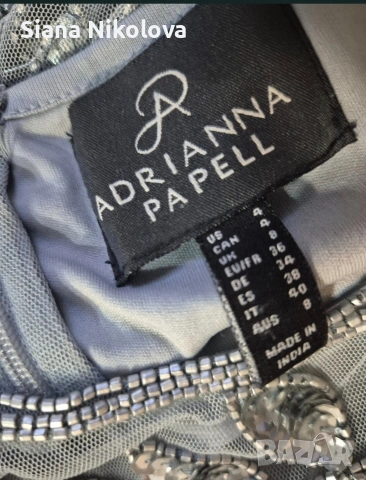 Siana Nikolova
ADRIANNA
PAPELL
US 4
CAN 4
UK 8
EU/FR 36
DE 34
ES 38
IT 40
AUS 8
MADE IN
INDIA
BAZAR